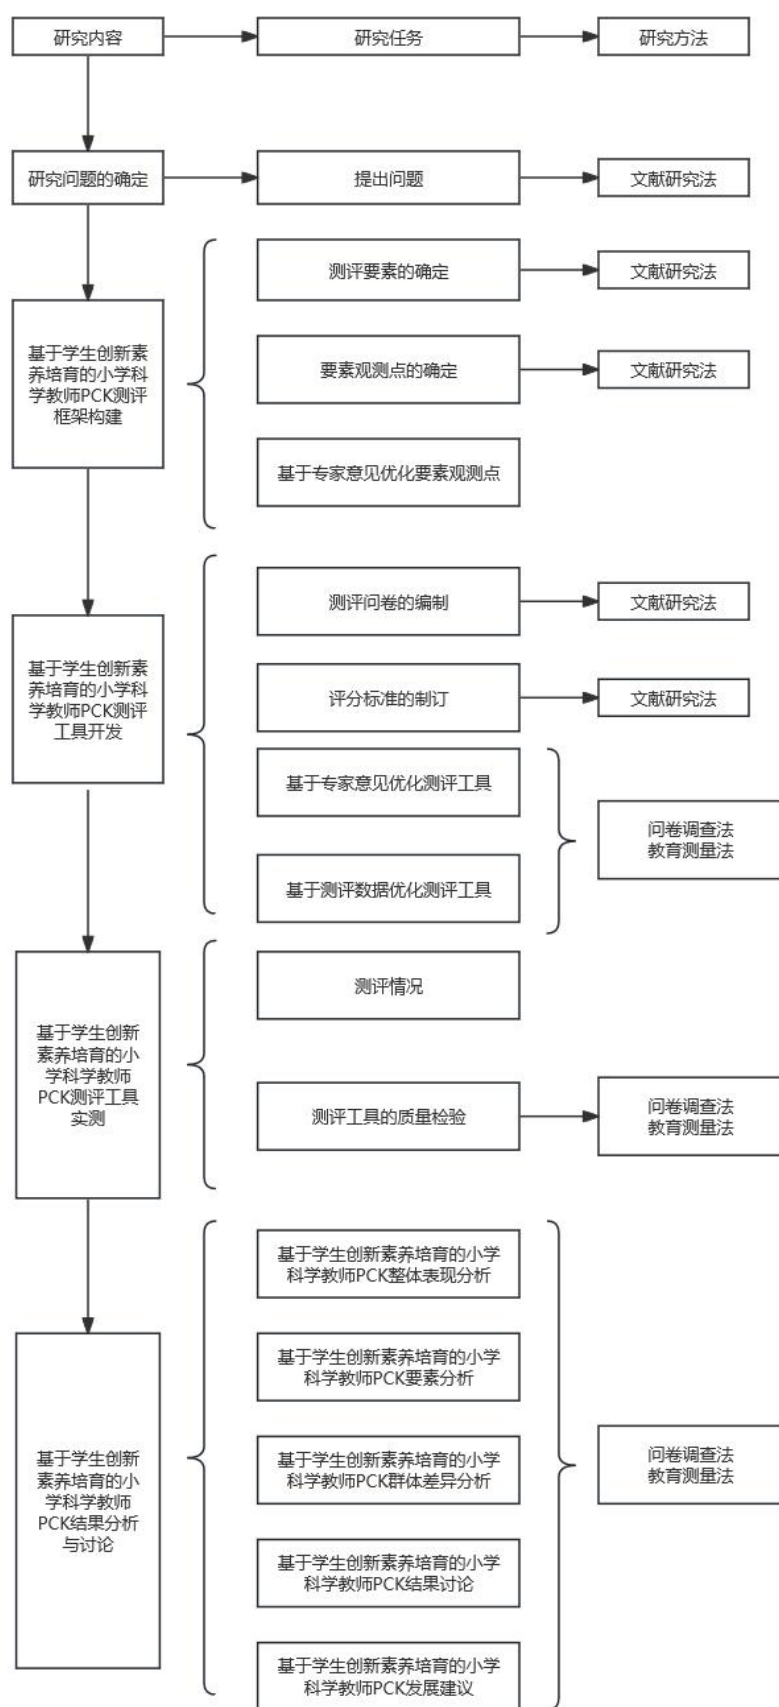 研究内容
研究任务
研究方法
研究问题的确定
提出问题
文献研究法
基于学生创新素
养培育的小学科
学教师PCK测评
框架构建
测评要素的确定
文献研究法
要素观测点的确定
文献研究法
基于专家意见优化要素观测点
基于学生创新素
养培育的小学科
学教师PCK测评
工具开发
测评问卷的编制
文献研究法
评分标准的制订
文献研究法
基于专家意见优化测评工具
基于测评数据优化测评工具
问卷调查法
教育测量法
基于学生创新
素养培育的小
学科学教师
PCK测评工具
实测
测评情况
测评工具的质量检验
问卷调查法
教育测量法
基于学生创新
素养培育的小
学科学教师
PCK结果分析
与讨论
基于学生创新素养培育的小学
科学教师PCK整体表现分析
基于学生创新素养培育的小学
科学教师PCK要素分析
基于学生创新素养培育的小学
科学教师PCK群体差异分析
基于学生创新素养培育的小学
科学教师PCK结果讨论
基于学生创新素养培育的小学
科学教师PCK发展建议
问卷调查法
教育测量法